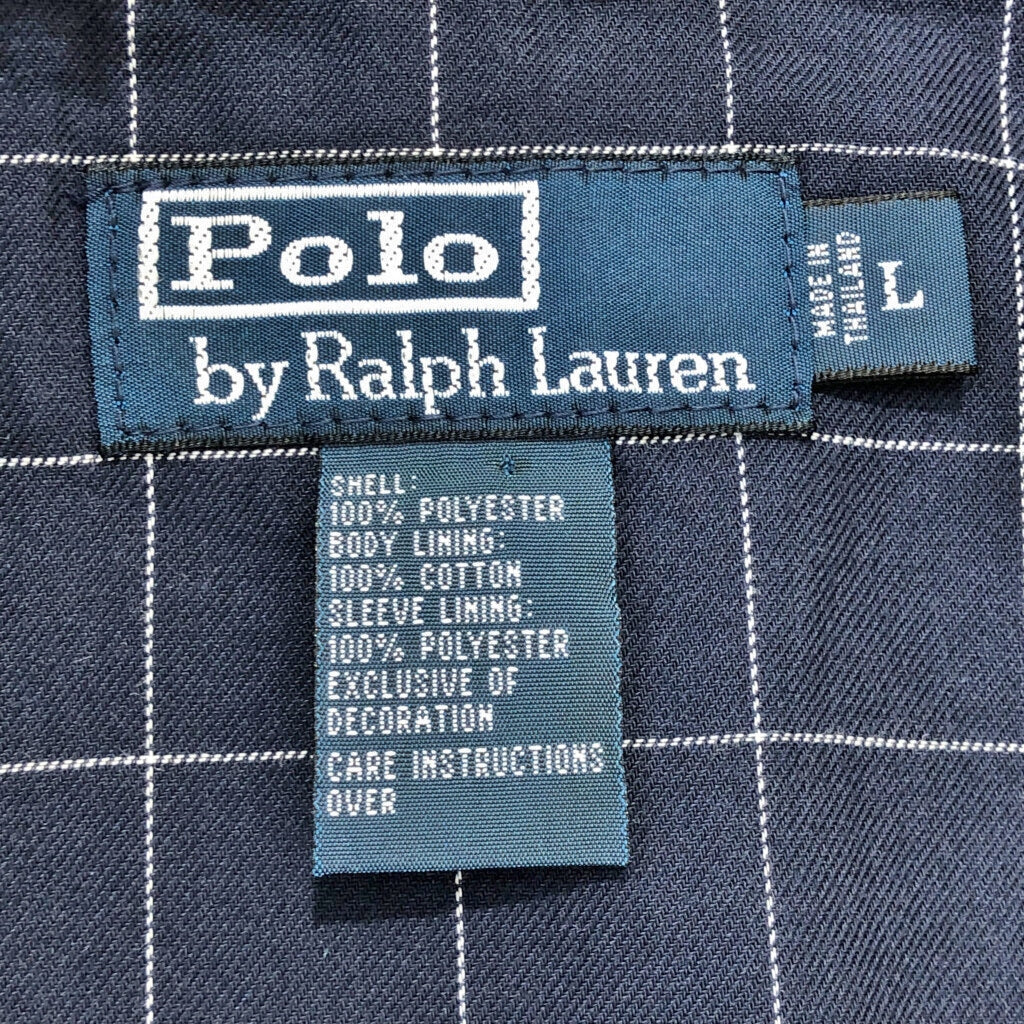 Polo
by Ralph Lauren
MADE IN
THAILAND
L
SHELL:
100% POLYESTER
BODY LINING:
100% COTTON
SLEEVE LINING:
100% POLYESTER
EXCLUSIVE OF
DECORATION
CARE INSTRUCTIONS
OVER